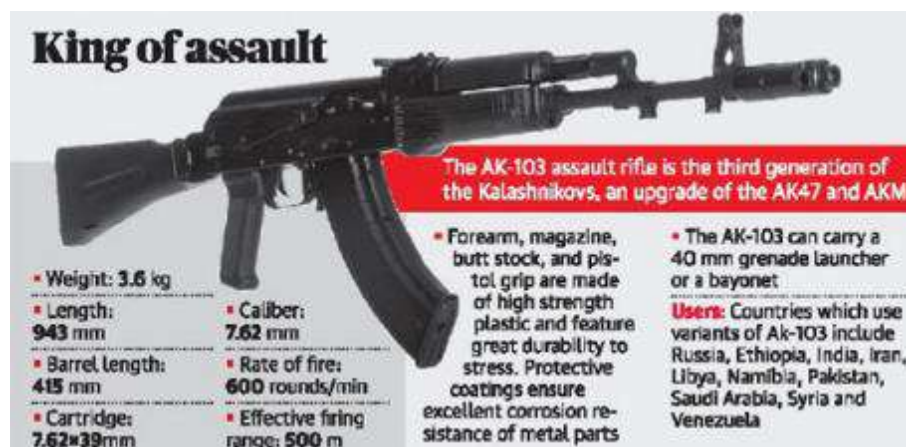 King of assault
The AK-103 assault rifle is the third generation of
the Kalashnikovs, an upgrade of the AK47 and AKM
▪ Weight: 3.6 kg
▪ Length:
943 mm
▪ Barrel length:
415 mm
▪ Cartridge:
7.62×39mm
▪ Caliber:
7.62 mm
▪ Rate of fire:
600 rounds/min
▪ Effective firing
range: 500 m
▪ Forearm, magazine,
butt stock, and pis-
tol grip are made
of high strength
plastic and feature
great durability to
stress. Protective
coatings ensure
excellent corrosion re-
sistance of metal parts
▪ The AK-103 can carry a
40 mm grenade launcher
or a bayonet
Users: Countries which use
variants of Ak-103 include
Russia, Ethiopia, India, Iran,
Libya, Namibia, Pakistan,
Saudi Arabia, Syria and
Venezuela